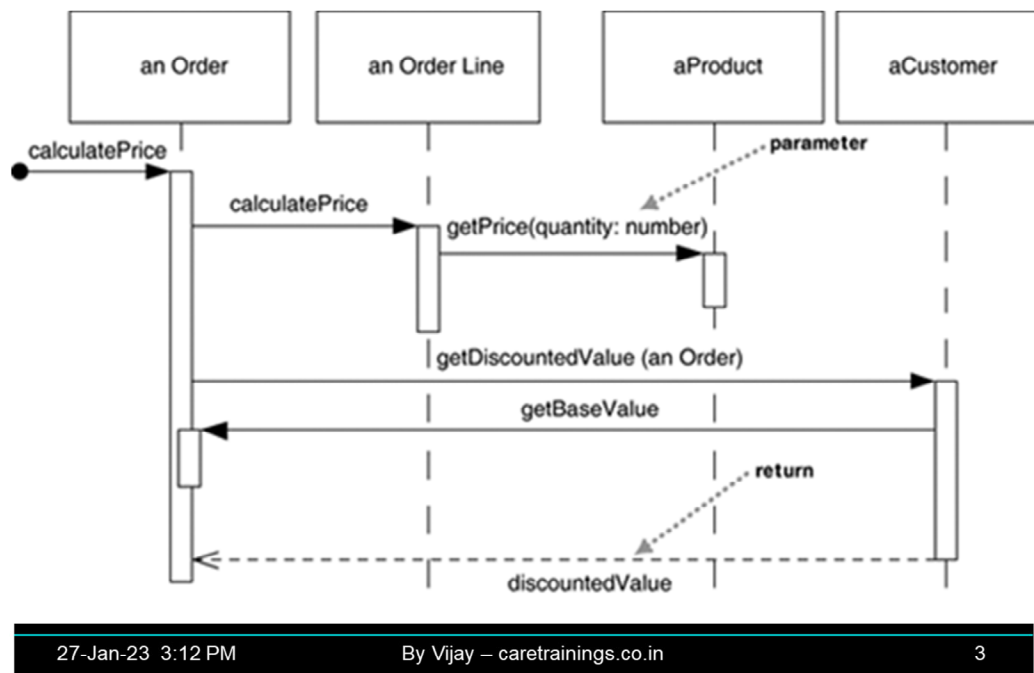 an Order
an Order Line
aProduct
aCustomer
parameter
calculatePrice
calculatePrice
getPrice(quantity: number)
getDiscountedValue (an Order)
getBaseValue
return
discountedValue
27-Jan-23 3:12 PM
By Vijay – caretrainings.co.in
3